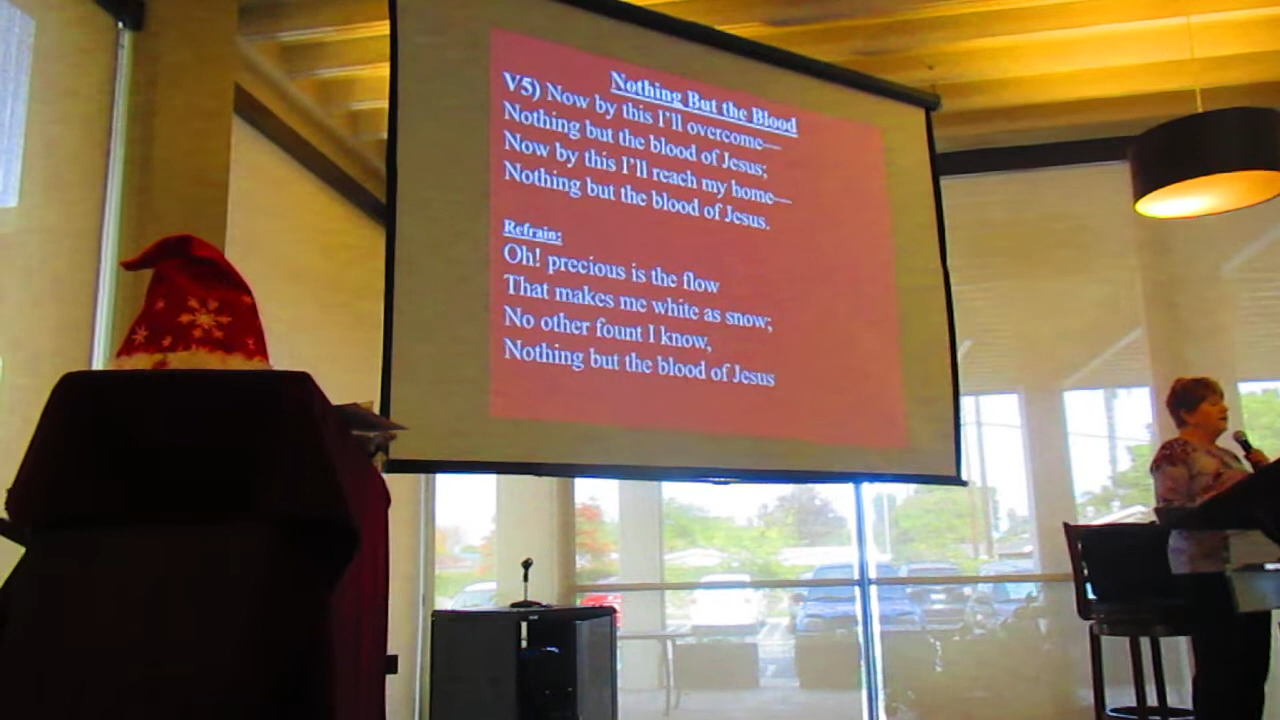 Nothing But the Blood
V5) Now by this I'll overcome—
Nothing but the blood of Jesus;
Now by this I'll reach my home—
Nothing but the blood of Jesus.
Refrain:
Oh! precious is the flow
That makes me white as snow;
No other fount I know,
Nothing but the blood of Jesus